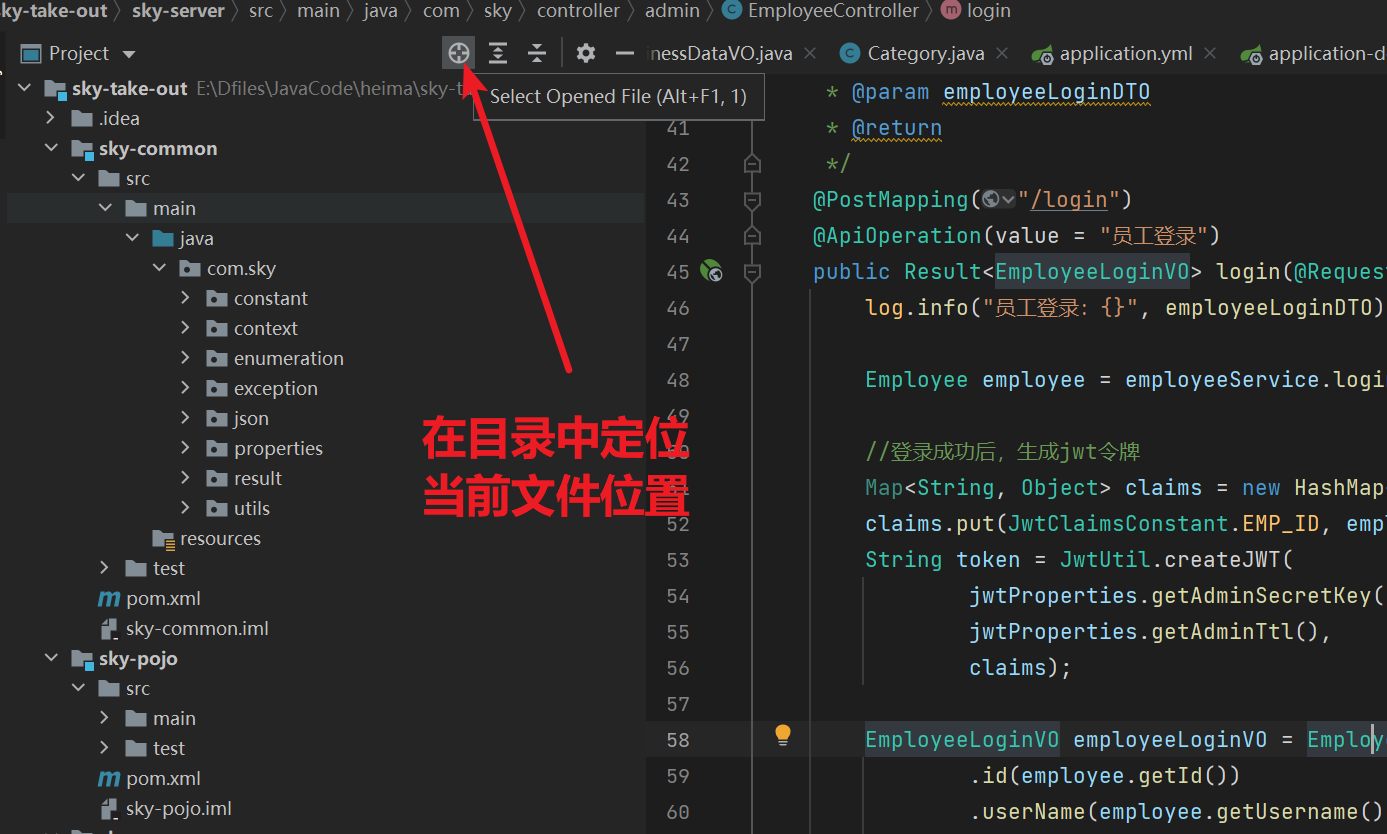 sky-take-out sky-server src main java com sky controller admin EmployeeController login
Project
nessDataVO.java Category.java application.yml application-d
Select Opened File (Alt+F1, 1)
sky-take-out E:\Dfiles\JavaCode\heima\sky-t
.idea
sky-common
src
main
java
com.sky
constant
context
enumeration
exception
json
properties
result
utils
resources
test
pom.xml
sky-common.iml
sky-pojo
src
main
test
pom.xml
sky-pojo.iml
在目录中定位
当前文件位置
* @param employeeLoginDTO
41 * @return
42 */
43 @PostMapping("/login")
44 @ApiOperation(value = "员工登录")
45 public Result<EmployeeLoginVO> login(@Reques
46 log.info("员工登录：{}", employeeLoginDTO)
47
48 Employee employee = employeeService.logi
49
50 //登录成功后，生成jwt令牌
Map<String, Object> claims = new HashMap
52 claims.put(JwtClaimsConstant.EMP_ID, emp
53 String token = JwtUtil.createJWT(
54 jwtProperties.getAdminSecretKey(
55 jwtProperties.getAdminTtl(),
56 claims);
57
58 EmployeeLoginVO employeeLoginVO = Employ
59 .id(employee.getId())
60 .userName(employee.getUsername()